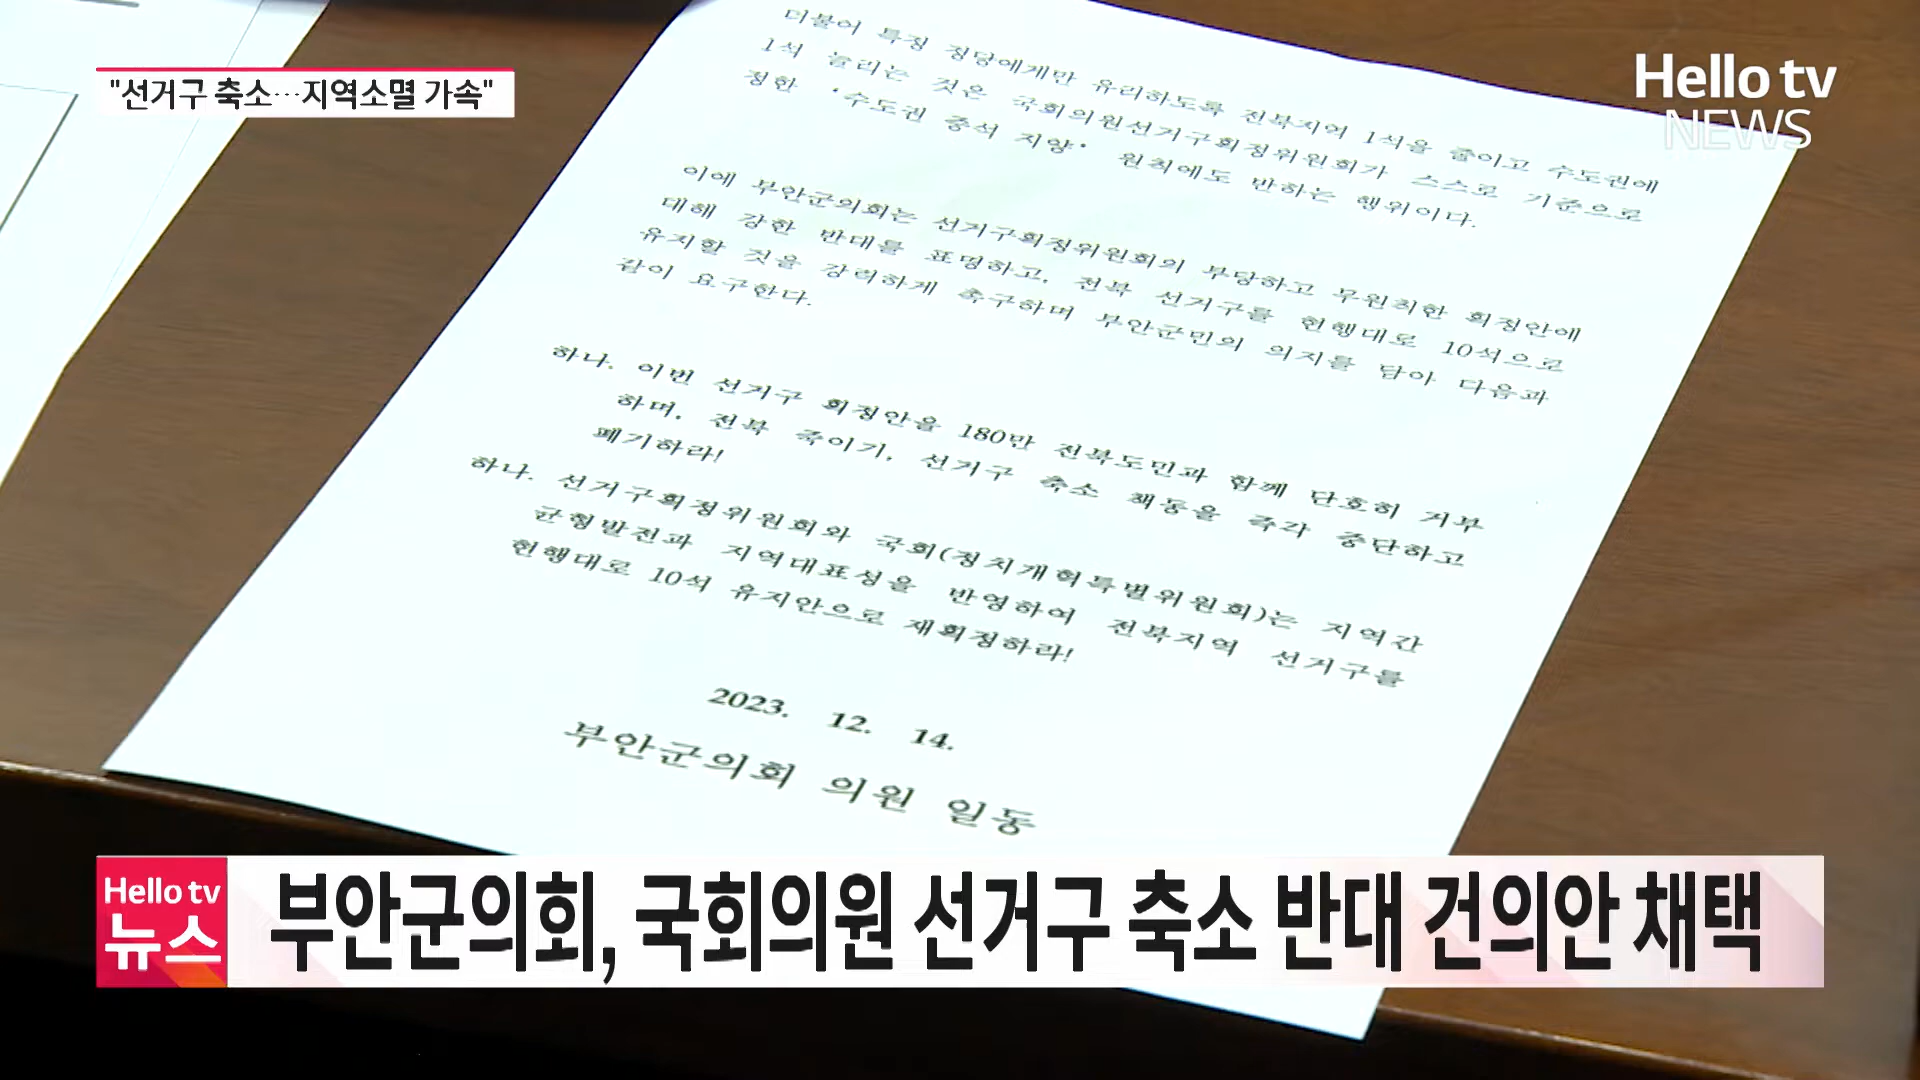 "선거구 축소…지역소멸 가속"
Hello tv
NEWS
더불어 특정 정당에게만 유리하도록 전북지역 1석을 줄이고 수도권에
1석 늘리는 것은 국회의원선거구획정위원회가 스스로 기준으로
정한 '수도권 증석 지양' 원칙에도 반하는 행위이다.
이에 부안군의회는 선거구획정위원회의 부당하고 무원칙한 획정안에
대해 강한 반대를 표명하고, 전북 선거구를 현행대로 10석으로
유지할 것을 강력하게 촉구하며 부안군민의 의지를 담아 다음과
같이 요구한다.
하나. 이번 선거구 획정안을 180만 전북도민과 함께 단호히 거부
하며, 전북 죽이기, 선거구 축소 책동을 즉각 중단하고
폐기하라!
하나. 선거구획정위원회와 국회(정치개혁특별위원회)는 지역간
균형발전과 지역대표성을 반영하여 전북지역 선거구를
현행대로 10석 유지안으로 재획정하라!
2023. 12. 14.
부안군의회 의원 일동
Hello tv
뉴스
부안군의회, 국회의원 선거구 축소 반대 건의안 채택